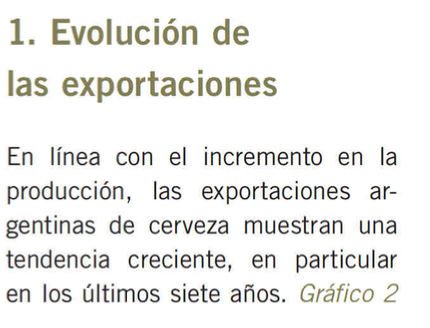 1. Evolución de
las exportaciones
En línea con el incremento en la
producción, las exportaciones ar-
gentinas de cerveza muestran una
tendencia creciente, en particular
en los últimos siete años. Gráfico 2